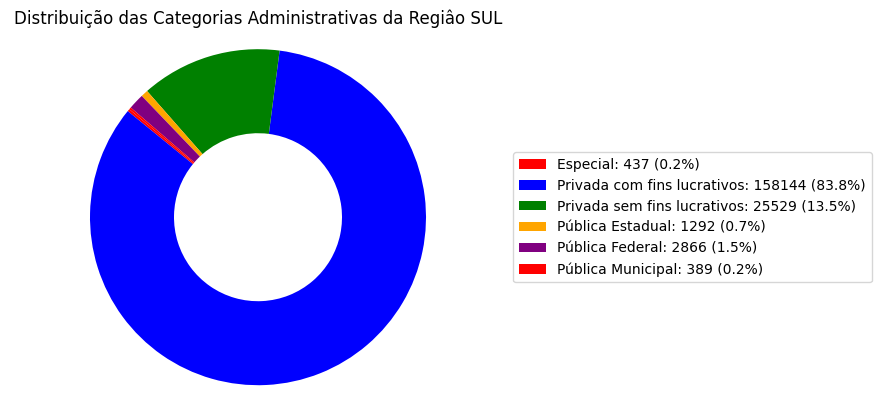 Distribuição das Categorias Administrativas da Regiâo SUL
Especial: 437 (0.2%)
Privada com fins lucrativos: 158144 (83.8%)
Privada sem fins lucrativos: 25529 (13.5%)
Pública Estadual: 1292 (0.7%)
Pública Federal: 2866 (1.5%)
Pública Municipal: 389 (0.2%)